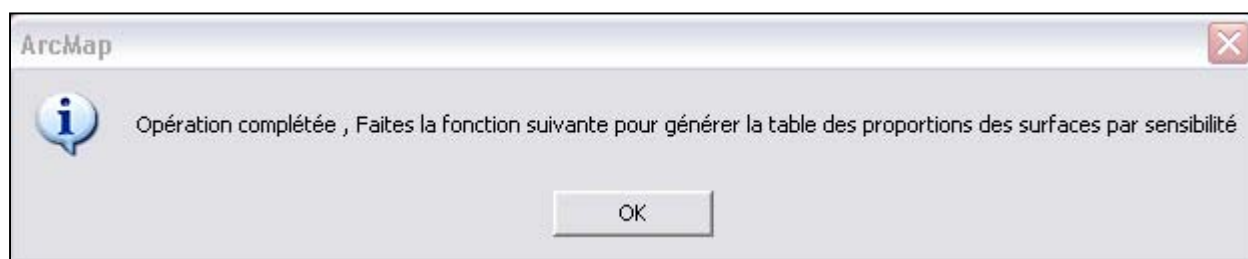 ArcMap
Opération complétée , Faites la fonction suivante pour générer la table des proportions des surfaces par sensibilité
OK